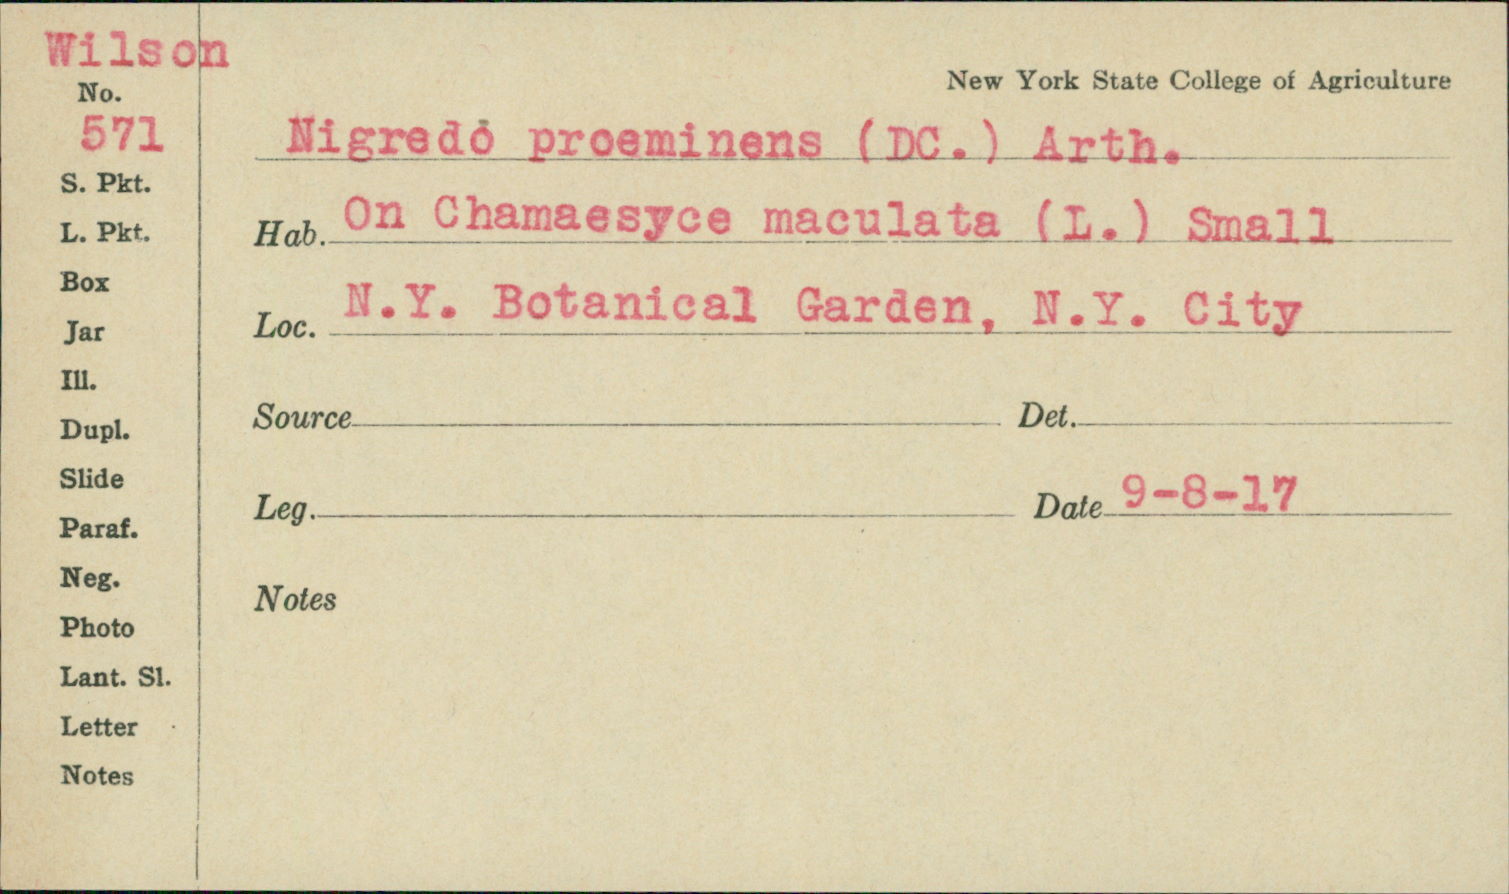 Wilson
New York State College of Agriculture
No.
571
Nigredo proeminens (DC.) Arth.
S. Pkt.
Hab. On Chamaesyce maculata (L.) Small
L. Pkt.
Box
Loc. N.Y. Botanical Garden, N.Y. City
Jar
Ill.
Source Det.
Dupl.
Slide
Leg. Date 9-8-17
Paraf.
Neg.
Notes
Photo
Lant. Sl.
Letter
Notes